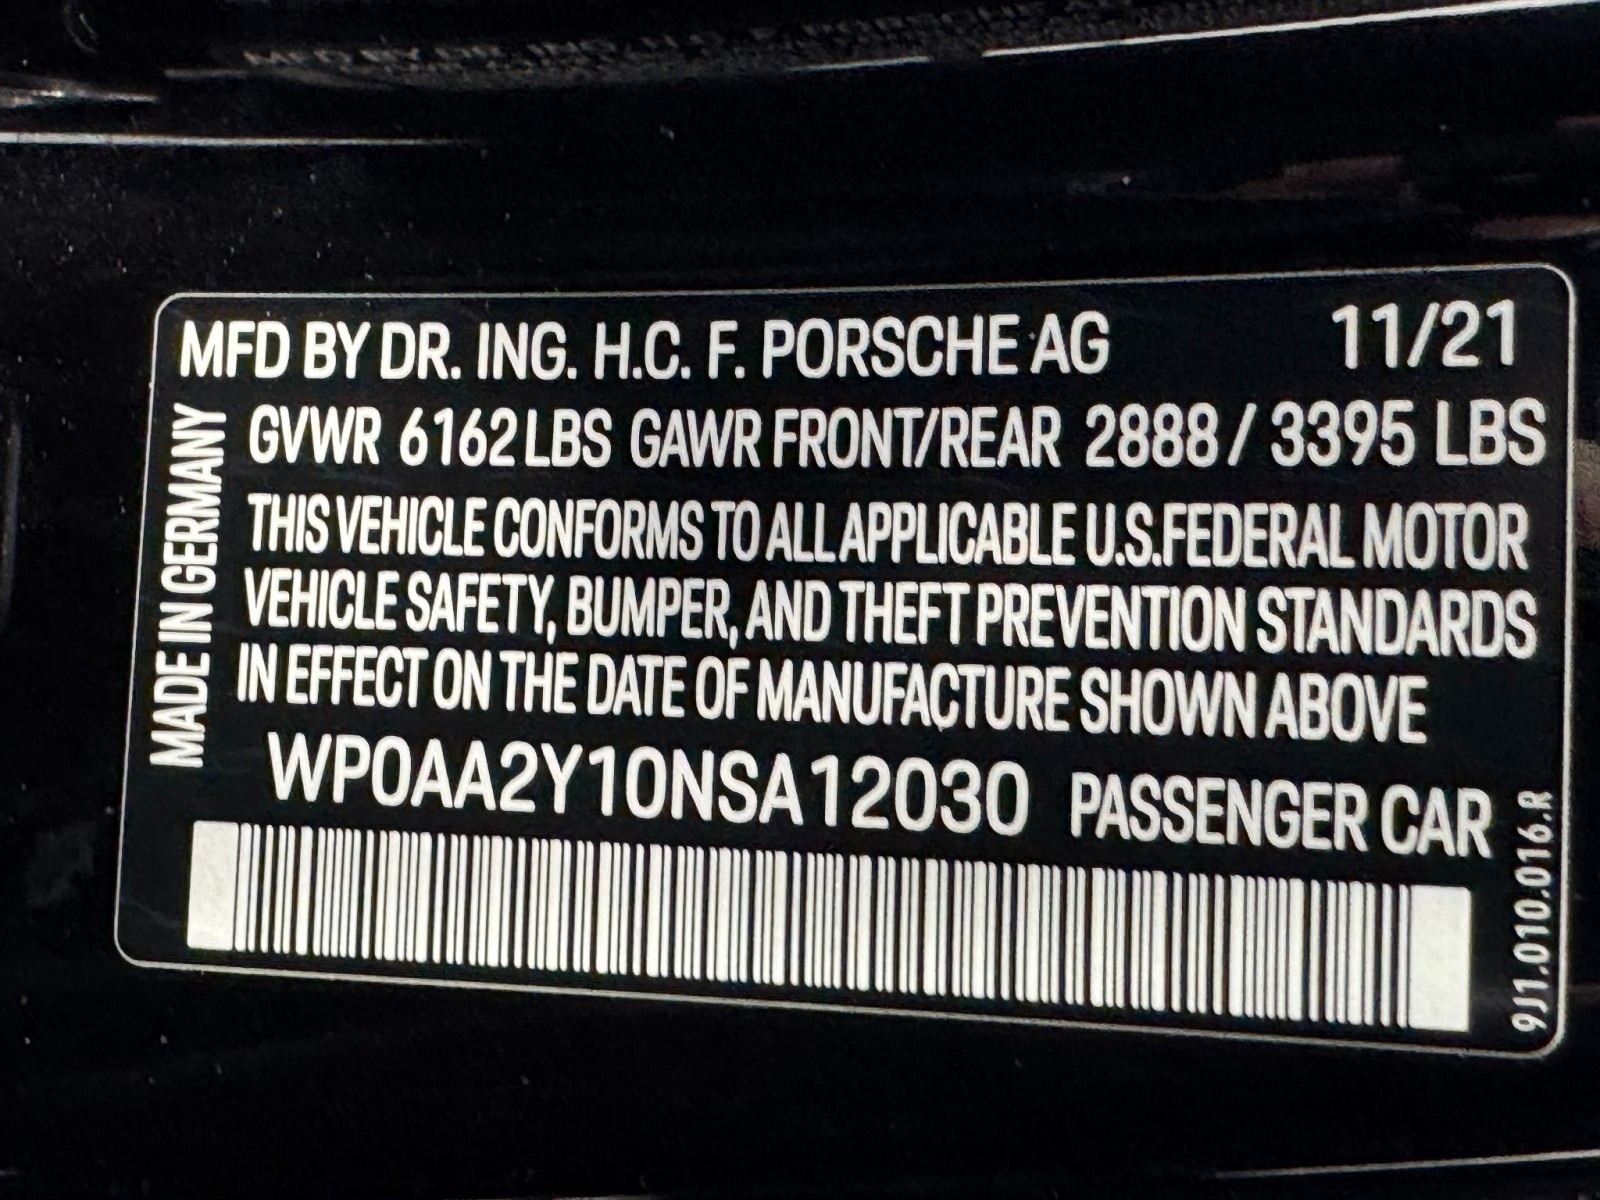 MFD BY DR. ING. H.C. F. PORSCHE AG 11/21
GVWR 6162 LBS GAWR FRONT/REAR 2888 / 3395 LBS
THIS VEHICLE CONFORMS TO ALL APPLICABLE U.S.FEDERAL MOTOR
VEHICLE SAFETY, BUMPER, AND THEFT PREVENTION STANDARDS
IN EFFECT ON THE DATE OF MANUFACTURE SHOWN ABOVE
WP0AA2Y10NSA12030 PASSENGER CAR
MADE IN GERMANY
9J1.010.016.R